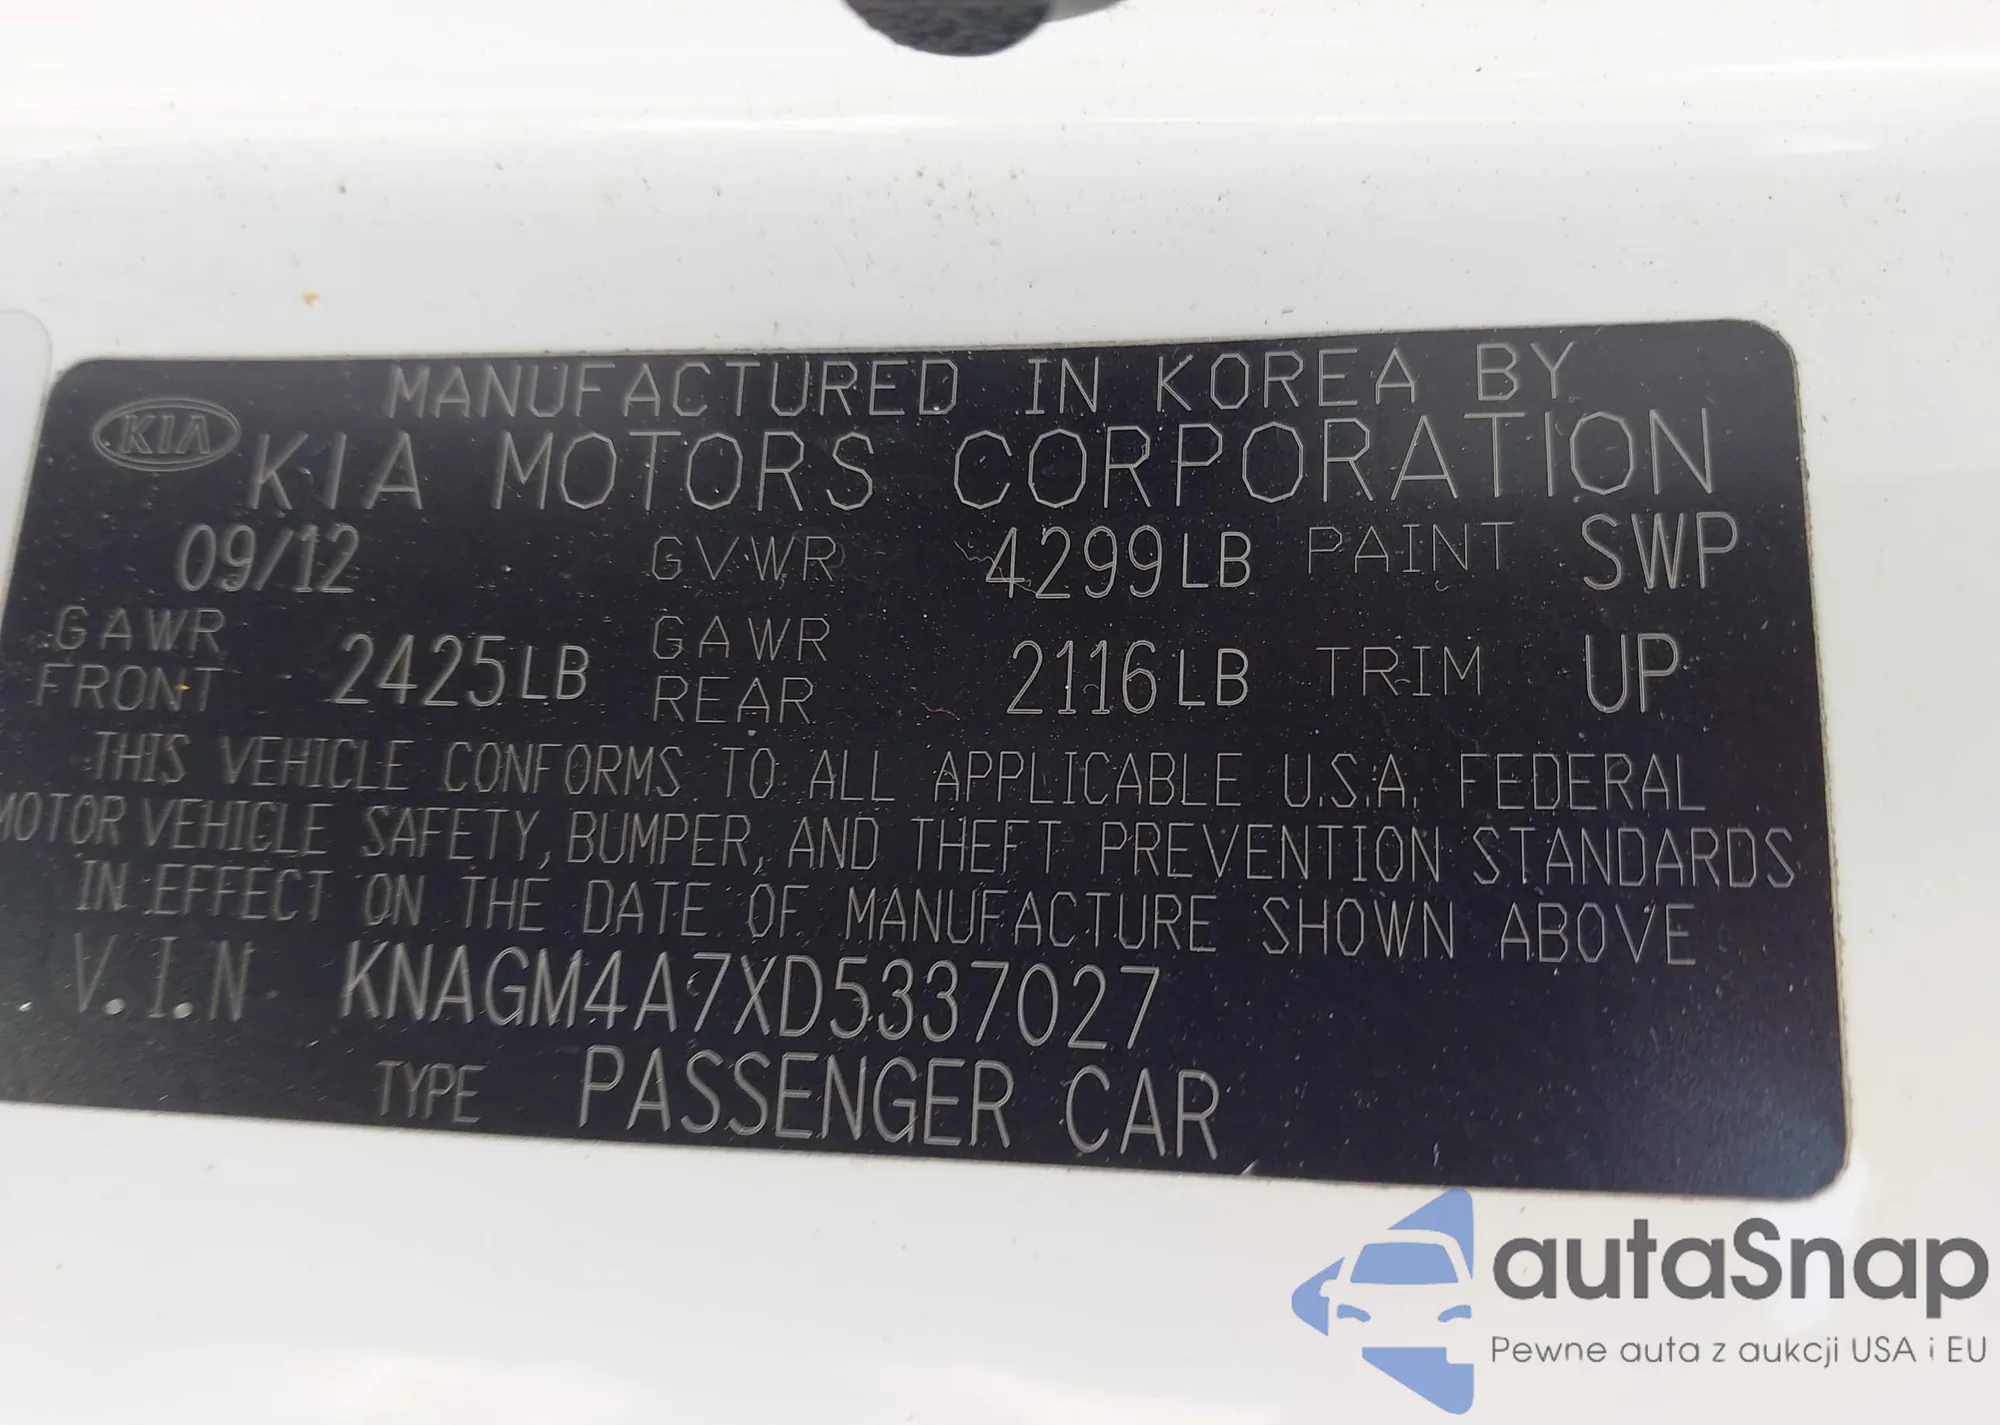 MANUFACTURED IN KOREA BY
KIA KIA MOTORS CORPORATION
09/12 GVWR 4299LB PAINT SWP
GAWR FRONT 2425LB GAWR REAR 2116LB TRIM UP
THIS VEHICLE CONFORMS TO ALL APPLICABLE U.S.A. FEDERAL
MOTOR VEHICLE SAFETY, BUMPER, AND THEFT PREVENTION STANDARDS
IN EFFECT ON THE DATE OF MANUFACTURE SHOWN ABOVE
V.I.N KNAGM4A7XD5337027
TYPE PASSENGER CAR
autaSnap
Pewne auta z aukcji USA i EU